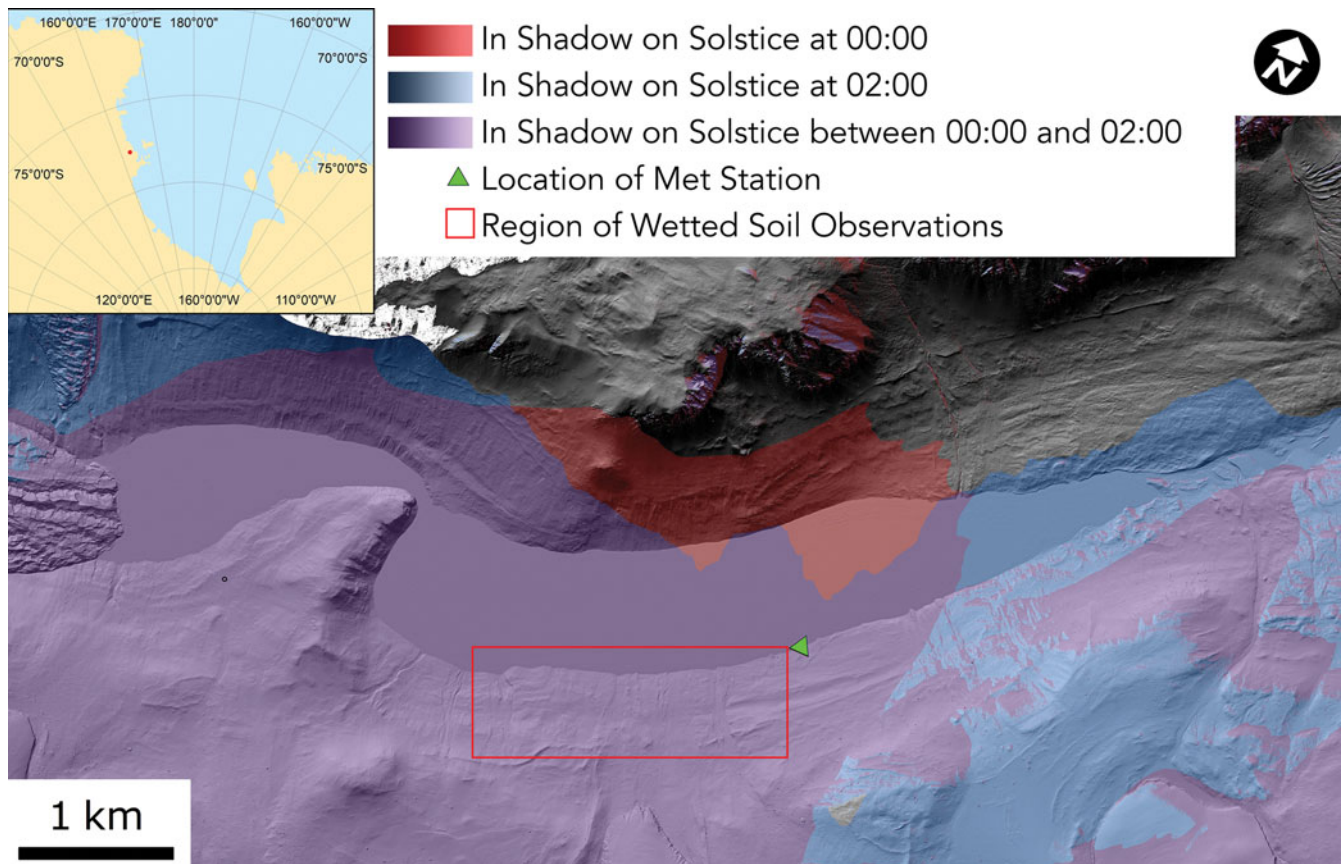 160°0'0"E 170°0'0"E 180°0'0" 160°0'0"W
70°0'0"S 70°0'0"S
75°0'0"S 75°0'0"S
120°0'0"E 160°0'0"W 110°0'0"W
In Shadow on Solstice at 00:00
In Shadow on Solstice at 02:00
In Shadow on Solstice between 00:00 and 02:00
Location of Met Station
Region of Wetted Soil Observations
N
1 km